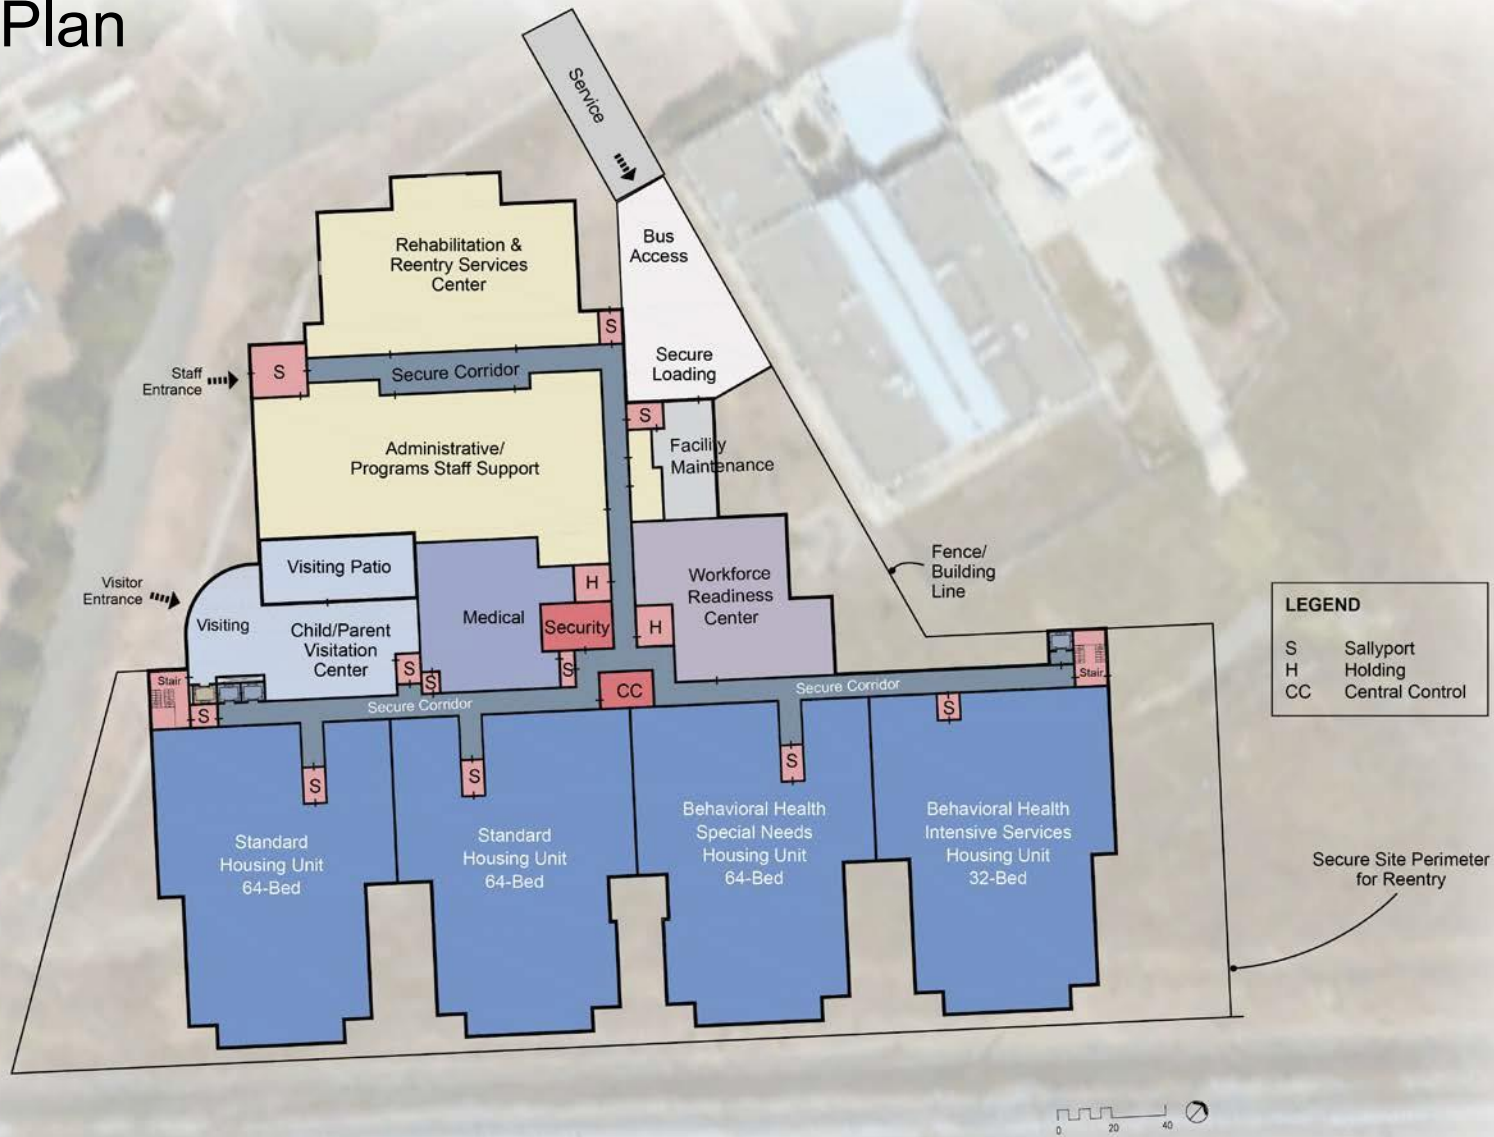 Plan
Service
Bus
Access
Rehabilitation &
Reentry Services
Center
S
Secure
Loading
Staff
Entrance
S
Secure Corridor
S
Facility
Maintenance
Administrative/
Programs Staff Support
Visitor
Entrance
Visiting Patio
H
Workforce
Readiness
Center
Fence/
Building
Line
Visiting
Child/Parent
Visitation
Center
Medical
Security
H
LEGEND
S Sallyport
H Holding
CC Central Control
Stair
S
S
S
S
CC
Secure Corridor
Secure Corridor
Stair
S
S
S
S
S
Standard
Housing Unit
64-Bed
Standard
Housing Unit
64-Bed
Behavioral Health
Special Needs
Housing Unit
64-Bed
Behavioral Health
Intensive Services
Housing Unit
32-Bed
Secure Site Perimeter
for Reentry
0 20 40